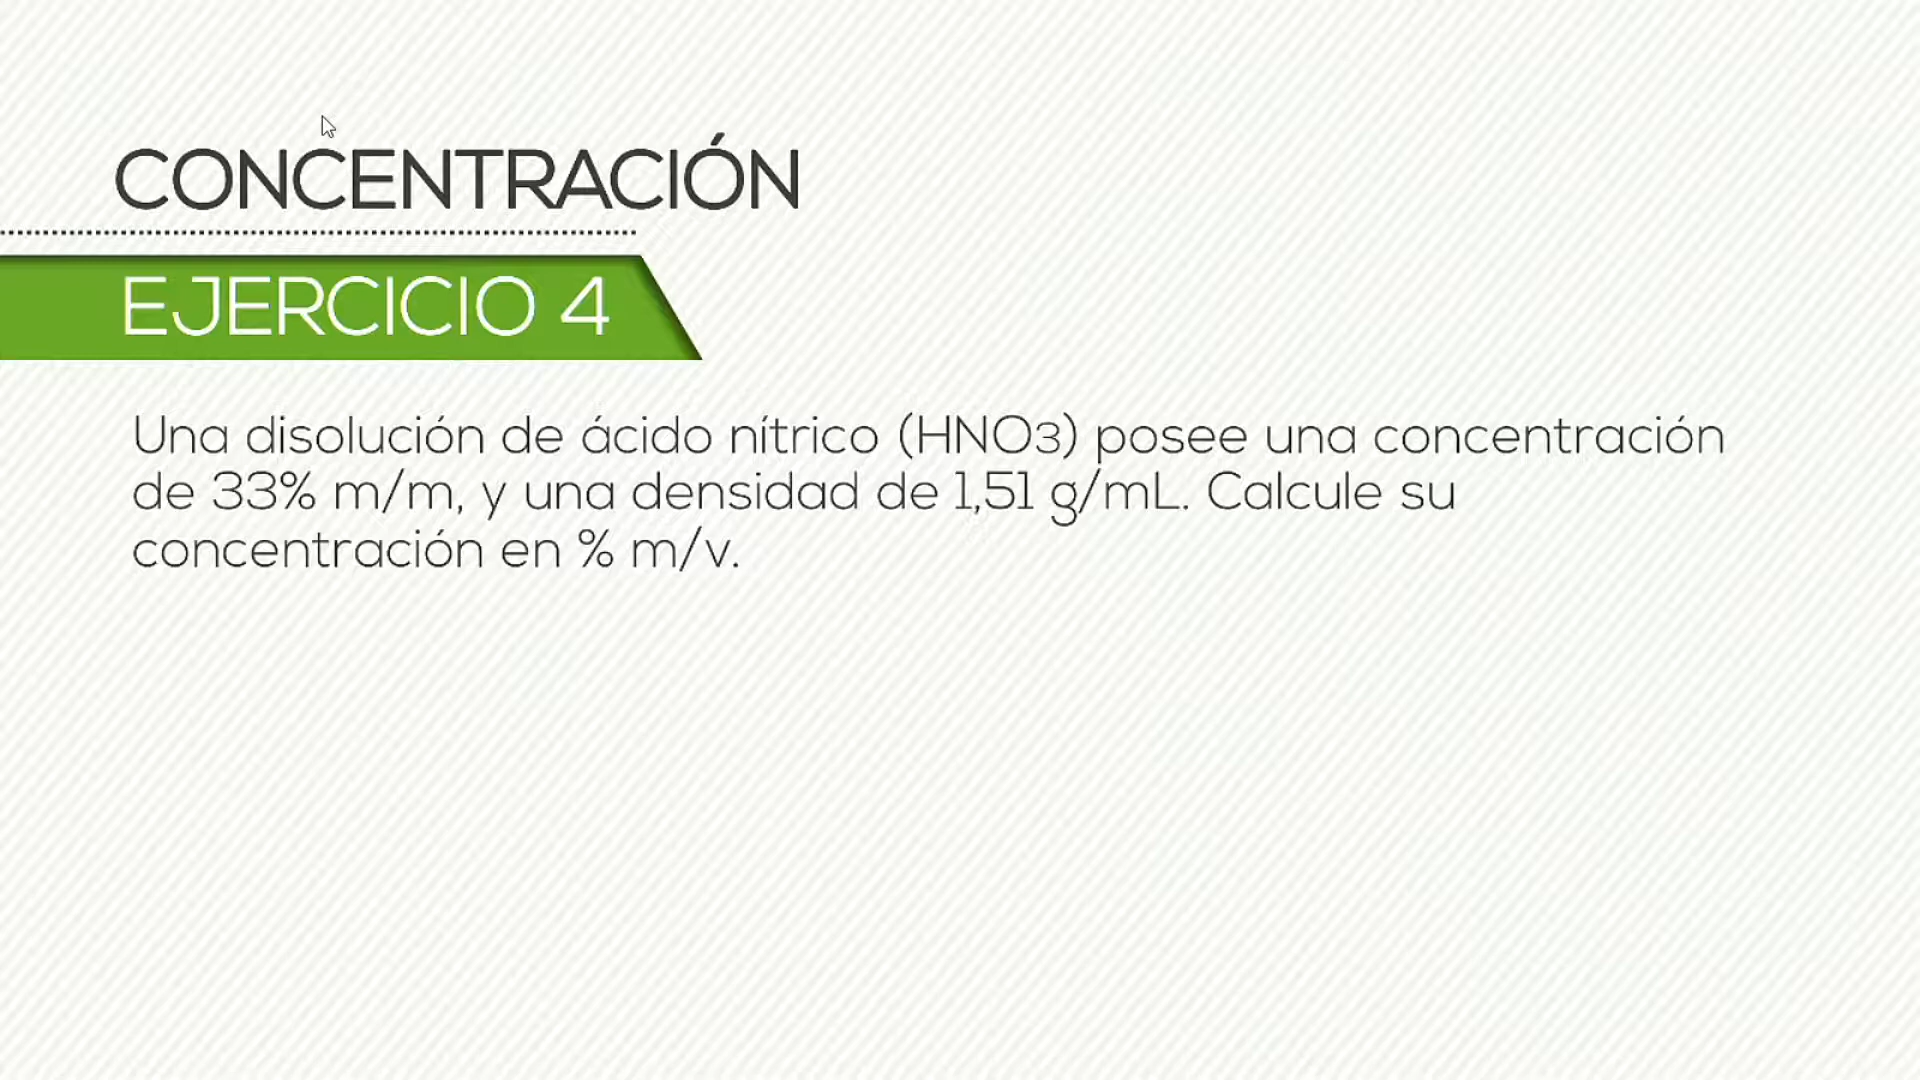 CONCENTRACIÓN
EJERCICIO 4
Una disolución de ácido nítrico (HNO3) posee una concentración
de 33% m/m, y una densidad de 1,51 g/mL. Calcule su
concentración en % m/v.